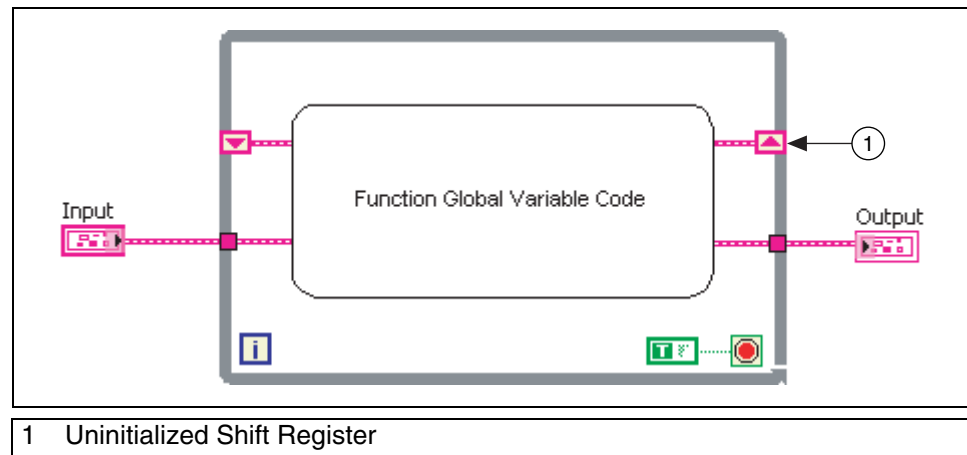 1
Function Global Variable Code
Input
Output
i
T
1 Uninitialized Shift Register